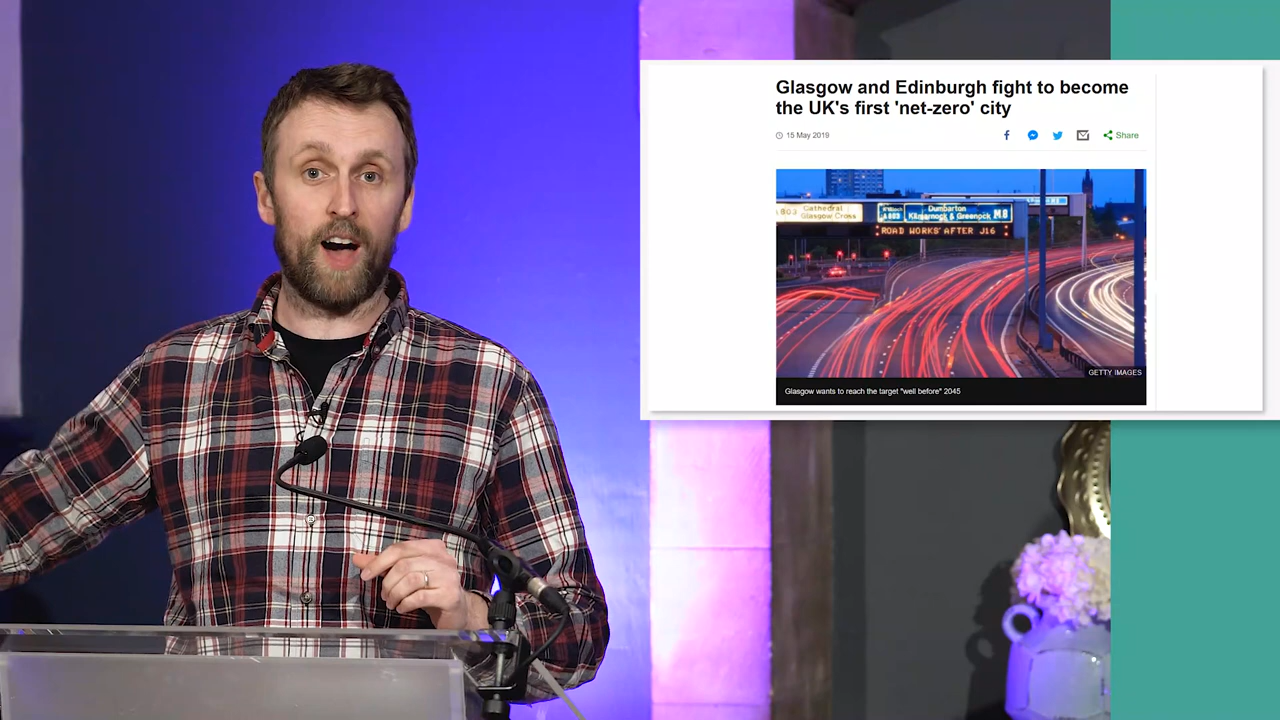 Glasgow and Edinburgh fight to become
the UK's first 'net-zero' city
15 May 2019
Share
A803 Cathedral
Glasgow Cross
A803
Dumbarton
Kilmarnock & Greenock M8
ROAD WORKS AFTER J16
GETTY IMAGES
Glasgow wants to reach the target "well before" 2045